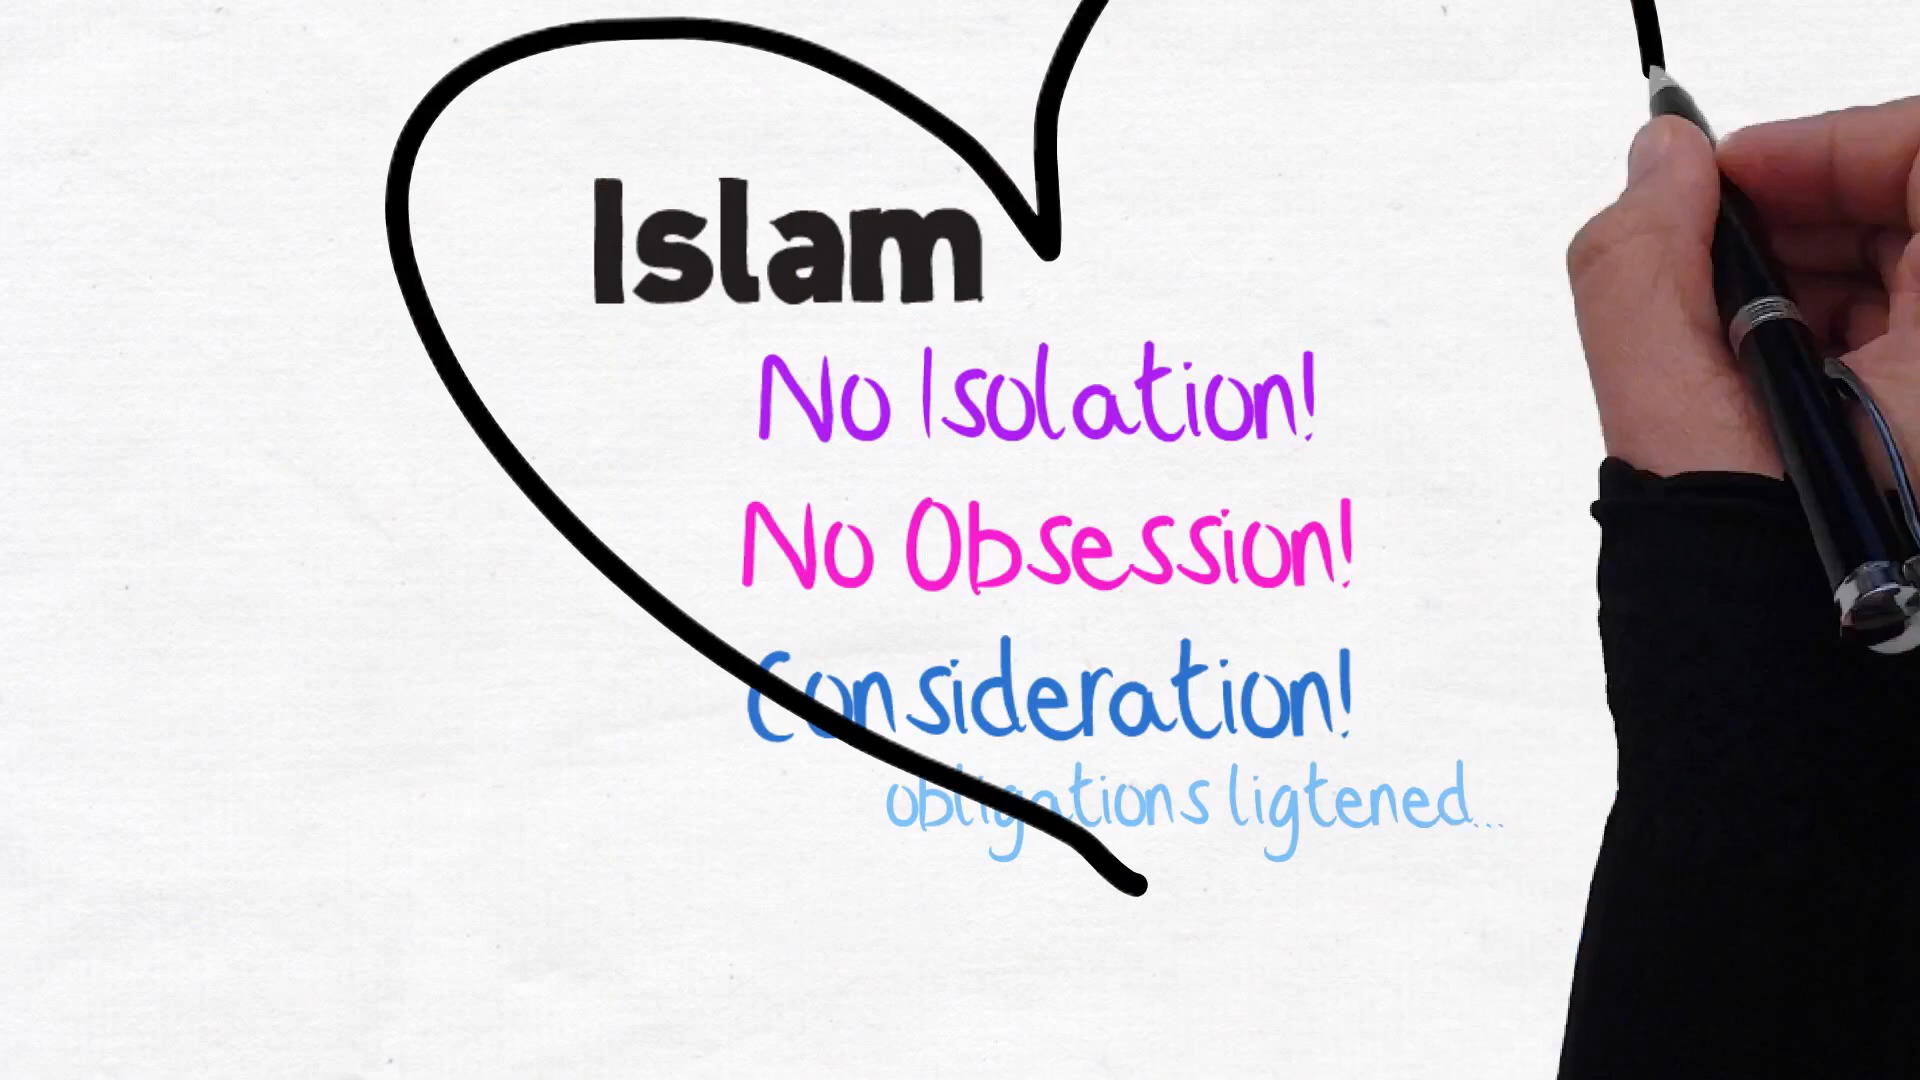 Islam
No Isolation!
No Obsession!
Consideration!
obligations ligtened...